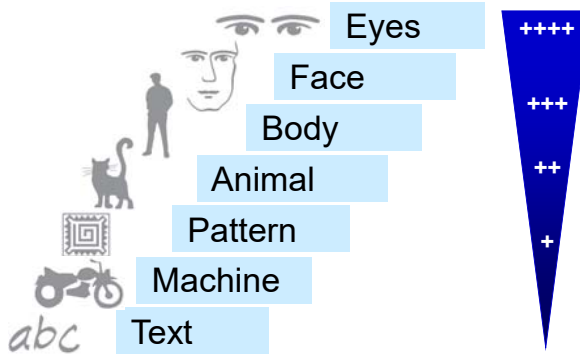 Eyes
++++
Face
+++
Body
Animal
++
Pattern
+
Machine
abc
Text